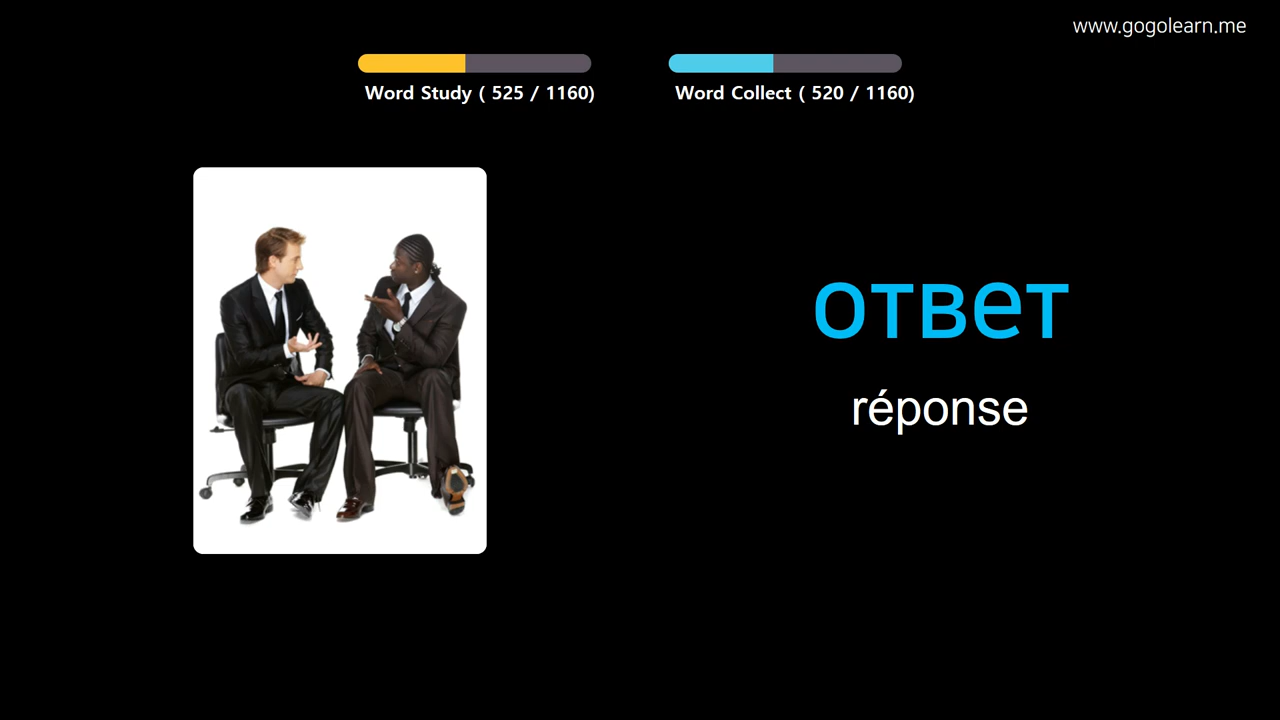 www.gogolearn.me
Word Study ( 525 / 1160)
Word Collect ( 520 / 1160)
ответ
réponse